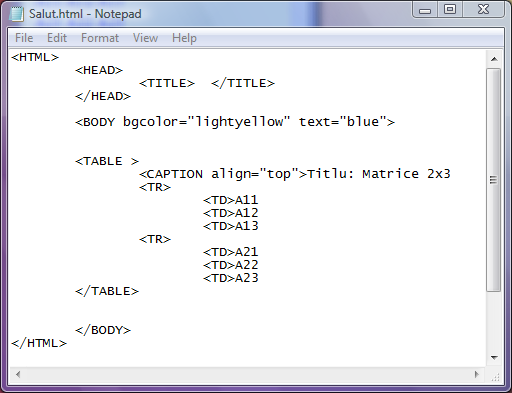 Salut.html - Notepad
File Edit Format View Help
<HTML>
<HEAD>
<TITLE> </TITLE>
</HEAD>
<BODY bgcolor="lightyellow" text="blue">
<TABLE >
<CAPTION align="top">Titlu: Matrice 2x3
<TR>
<TD>A11
<TD>A12
<TD>A13
<TR>
<TD>A21
<TD>A22
<TD>A23
</TABLE>
</BODY>
</HTML>